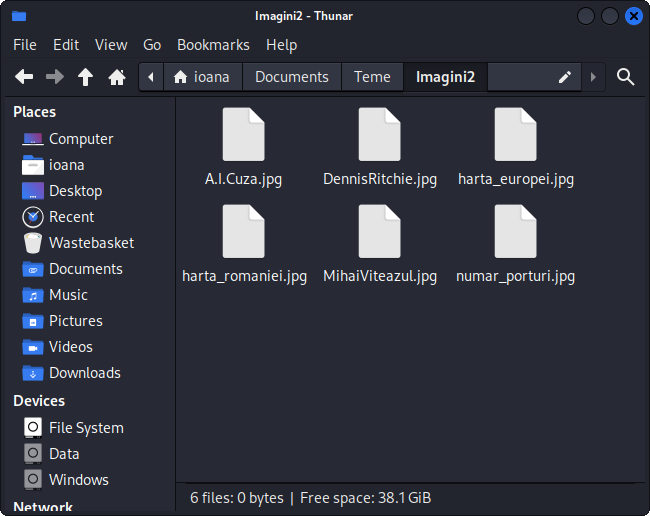 Imagini2 - Thunar
File Edit View Go Bookmarks Help
ioana Documents Teme Imagini2
Places
Computer
ioana
Desktop
Recent
Wastebasket
Documents
Music
Pictures
Videos
Downloads
Devices
File System
Data
Windows
Network
A.I.Cuza.jpg DennisRitchie.jpg harta_europei.jpg
harta_romaniei.jpg MihaiViteazul.jpg numar_porturi.jpg
6 files: 0 bytes | Free space: 38.1 GiB